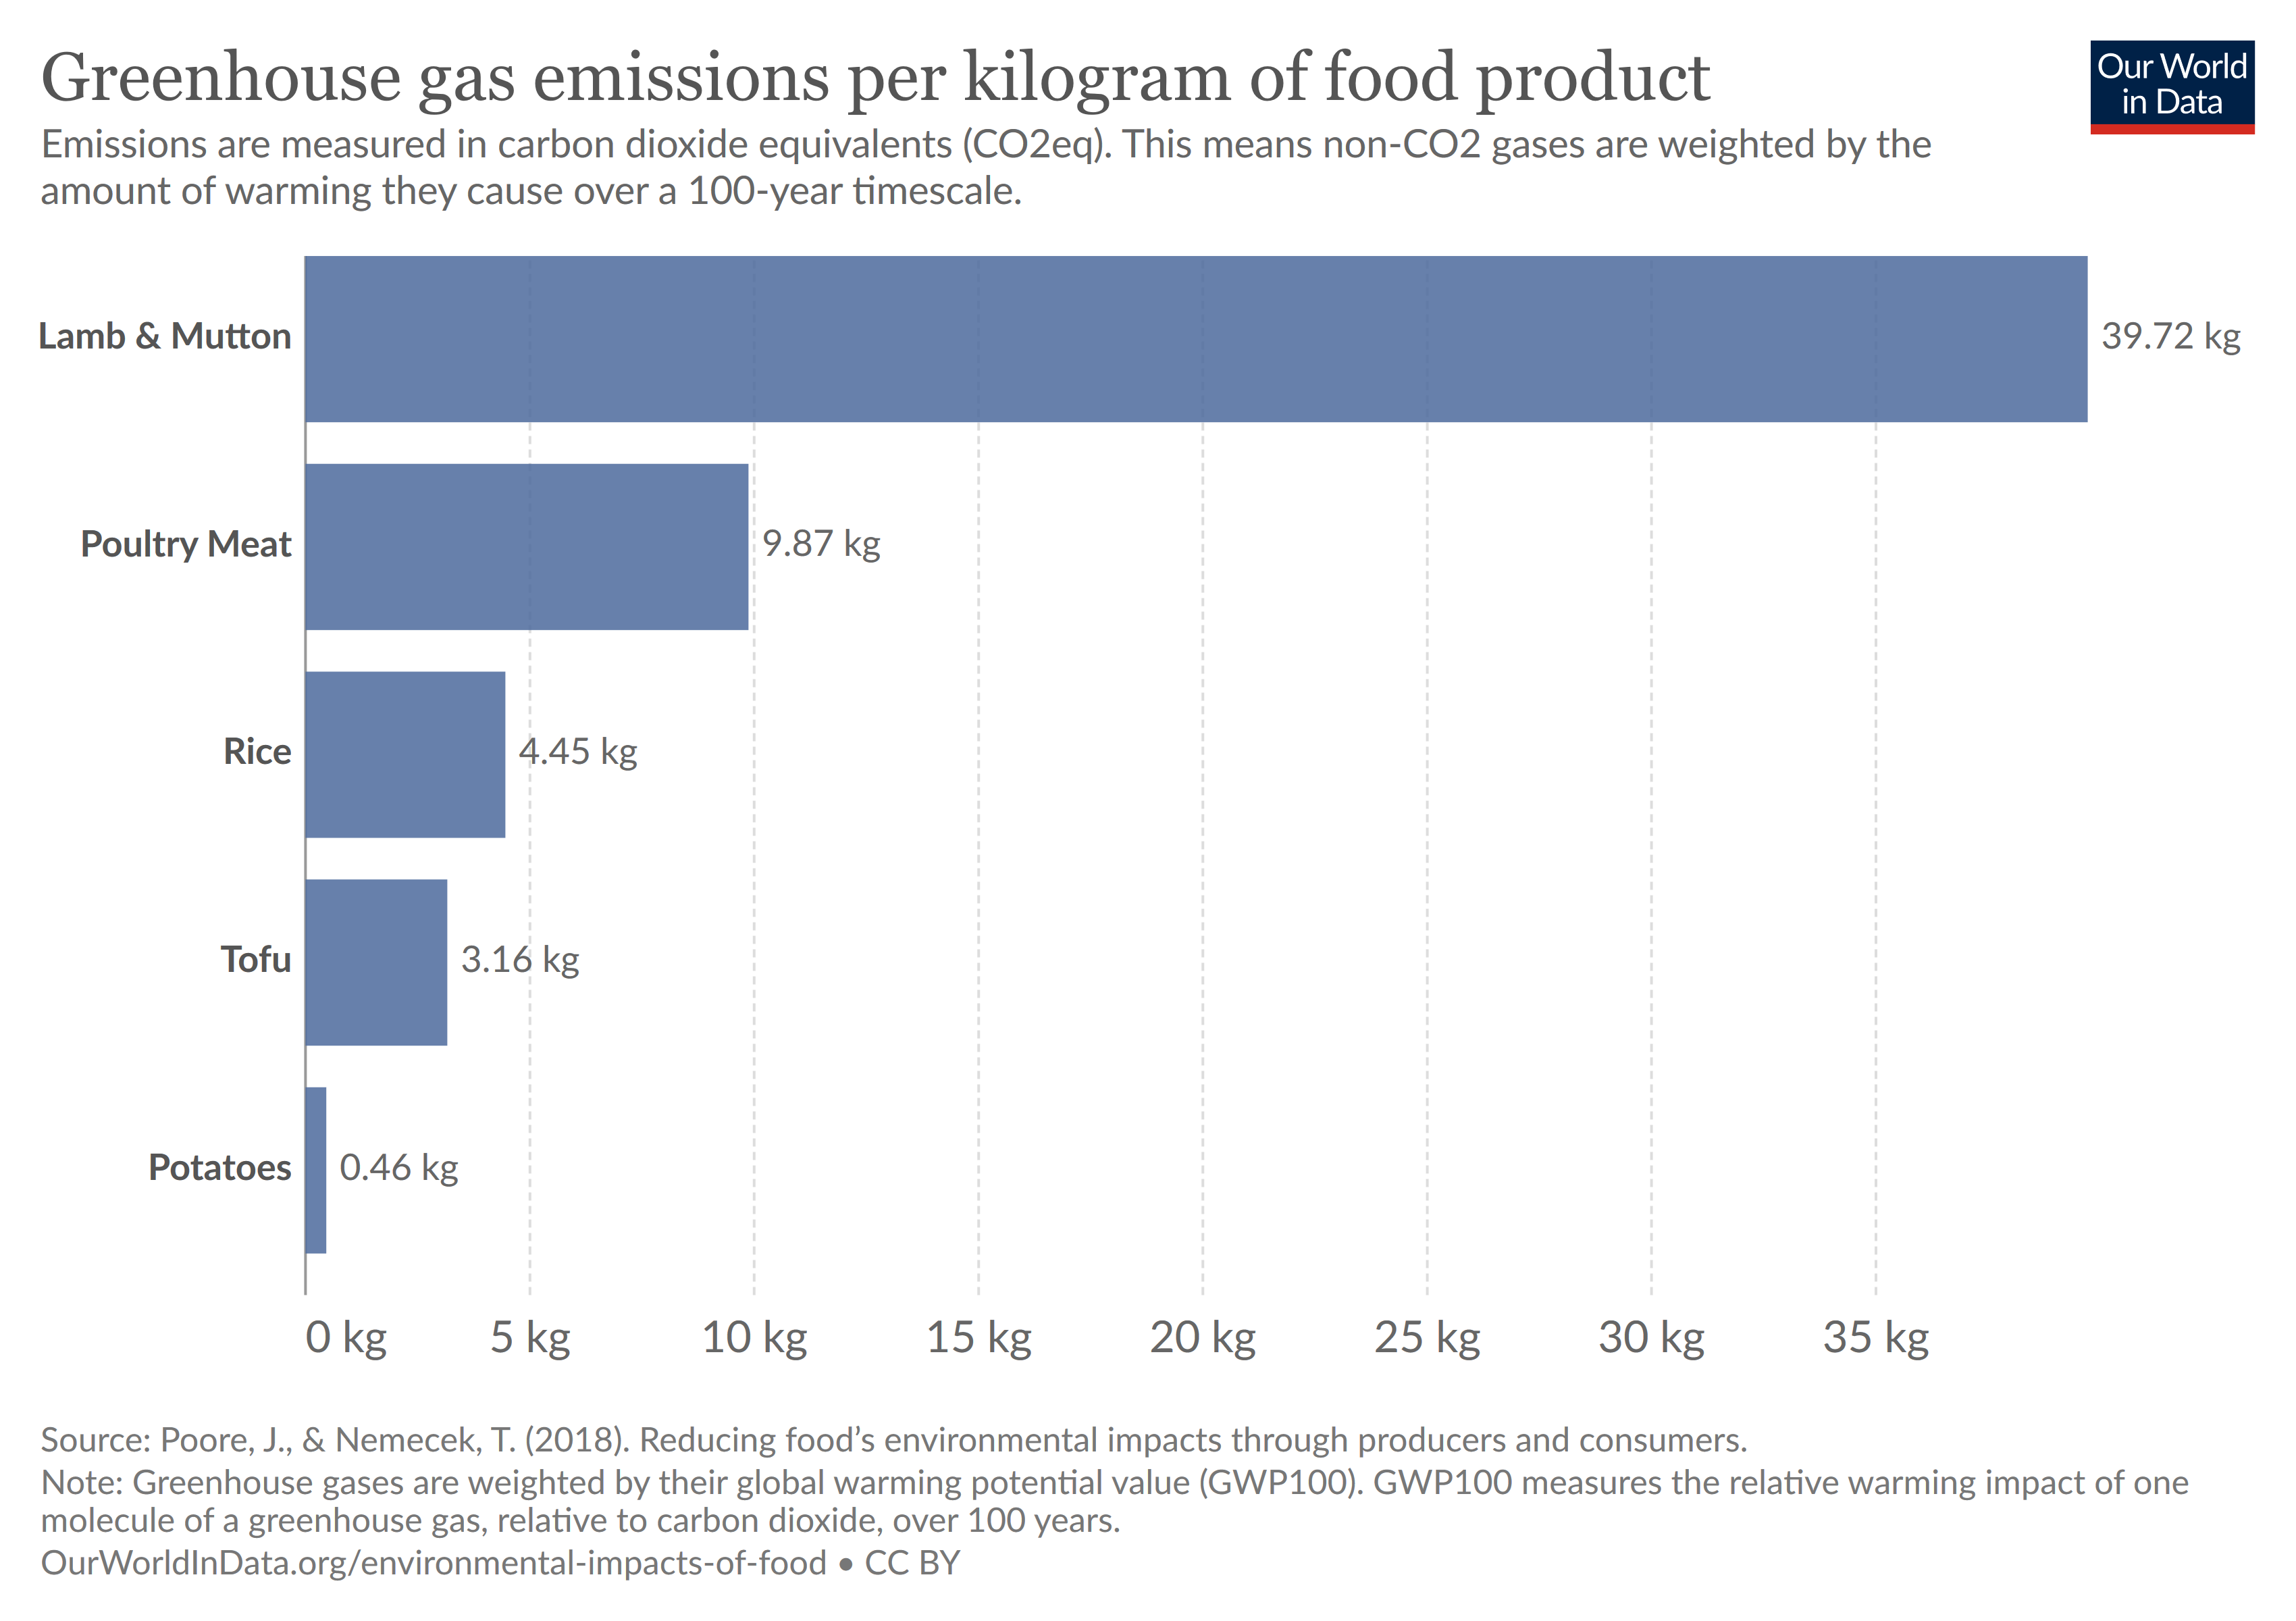 Greenhouse gas emissions per kilogram of food product
Our World
in Data
Emissions are measured in carbon dioxide equivalents (CO2eq). This means non-CO2 gases are weighted by the
amount of warming they cause over a 100-year timescale.
Lamb & Mutton
39.72 kg
Poultry Meat
9.87 kg
Rice
4.45 kg
Tofu
3.16 kg
Potatoes
0.46 kg
0 kg
5 kg
10 kg
15 kg
20 kg
25 kg
30 kg
35 kg
Source: Poore, J., & Nemecek, T. (2018). Reducing food’s environmental impacts through producers and consumers.
Note: Greenhouse gases are weighted by their global warming potential value (GWP100). GWP100 measures the relative warming impact of one
molecule of a greenhouse gas, relative to carbon dioxide, over 100 years.
OurWorldInData.org/environmental-impacts-of-food • CC BY